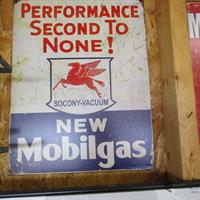 PERFORMANCE
SECOND TO
NONE!
SOCONY-VACUUM
NEW
Mobilgas